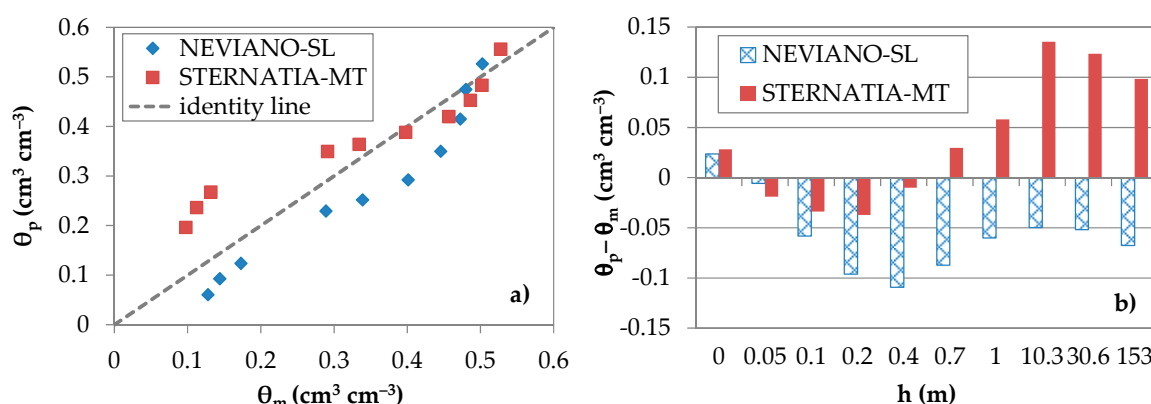 0.6
0.5
0.4
0.3
0.2
0.1
0
θp (cm³ cm⁻³)
NEVIANO-SL
STERNATIA-MT
identity line
a)
0 0.1 0.2 0.3 0.4 0.5 0.6
θm (cm³ cm⁻³)
0.15
0.1
0.05
0
-0.05
-0.1
-0.15
θp− θm (cm³ cm⁻³)
NEVIANO-SL
STERNATIA-MT
b)
0 0.05 0.1 0.2 0.4 0.7 1 10.3 30.6 153
h (m)